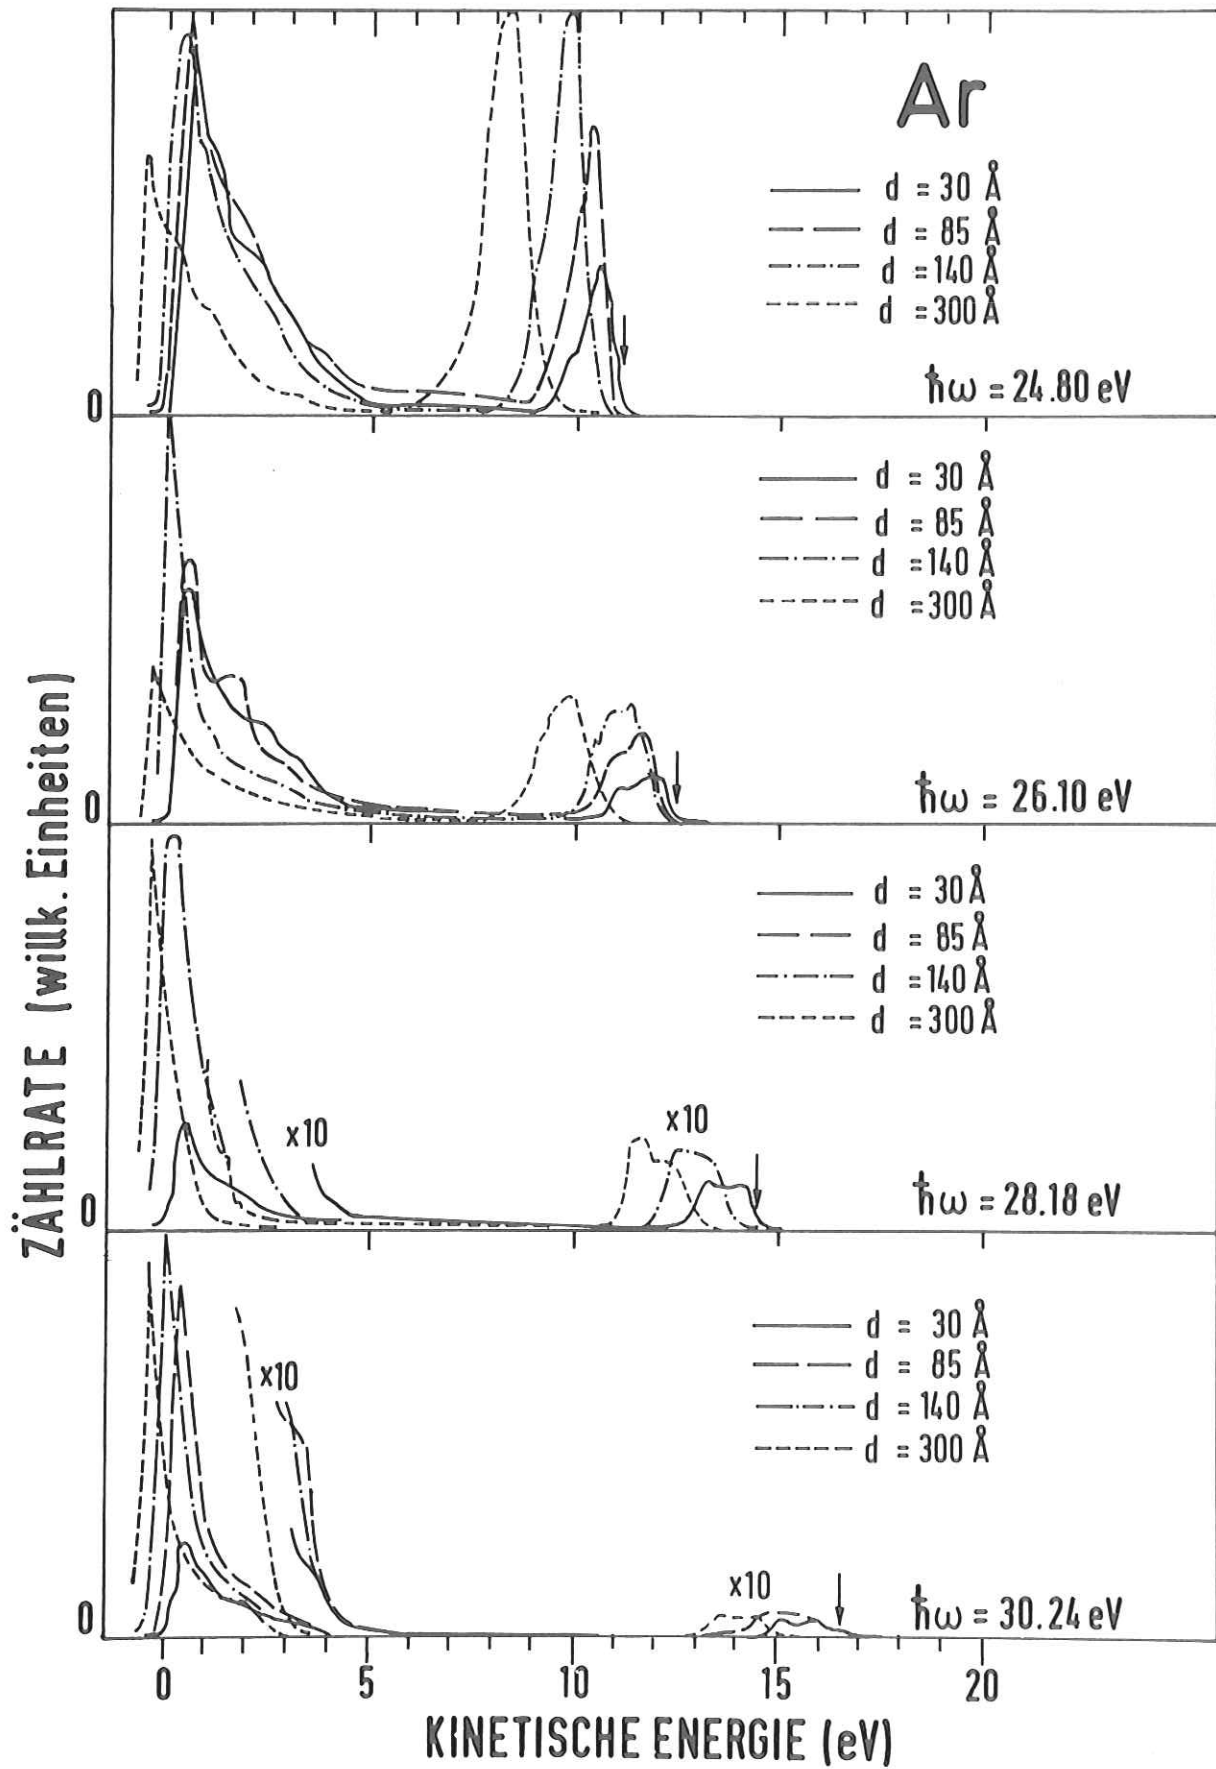 Ar
d = 30 Å
d = 85 Å
d = 140 Å
d = 300 Å
ħω = 24.80 eV
0
d = 30 Å
d = 85 Å
d = 140 Å
d = 300 Å
ħω = 26.10 eV
0
d = 30 Å
d = 85 Å
d = 140 Å
d = 300 Å
x10
x10
ħω = 28.18 eV
0
d = 30 Å
d = 85 Å
d = 140 Å
d = 300 Å
x10
x10
ħω = 30.24 eV
0
0 5 10 15 20
KINETISCHE ENERGIE (eV)
ZÄHLRATE (willk. Einheiten)